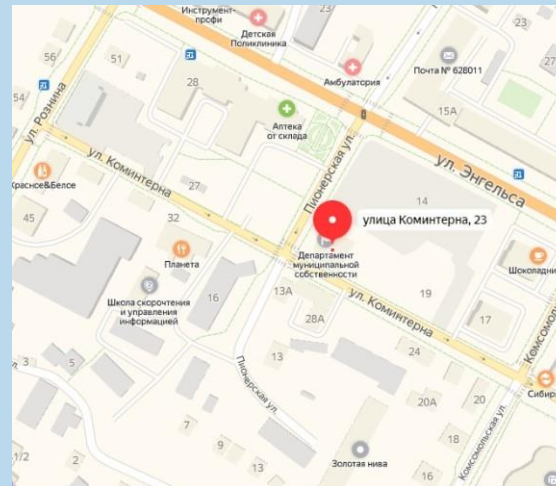 Инструмент-
профи
Детская
Поликлиника
23
23
27
56
51
28
Амбулатория
Почта № 628011
54
ул. Рознина
15А
Аптека
от склада
ул. Энгельса
ул. Коминтерна
Пионерская ул.
Красное&Белое
27
14
45
32
улица Коминтерна, 23
Планета
Департамент
муниципальной
собственности
Шоколадни
16
13А
19
Школа скорочтения
и управления
информацией
28А
ул. Коминтерна
17
Комсомольск
3
5
13
24
Пионерская ул.
Сибир
20А
20
7
9
18
Комсомольская ул.
1/2
2
13
Золотая нива
16